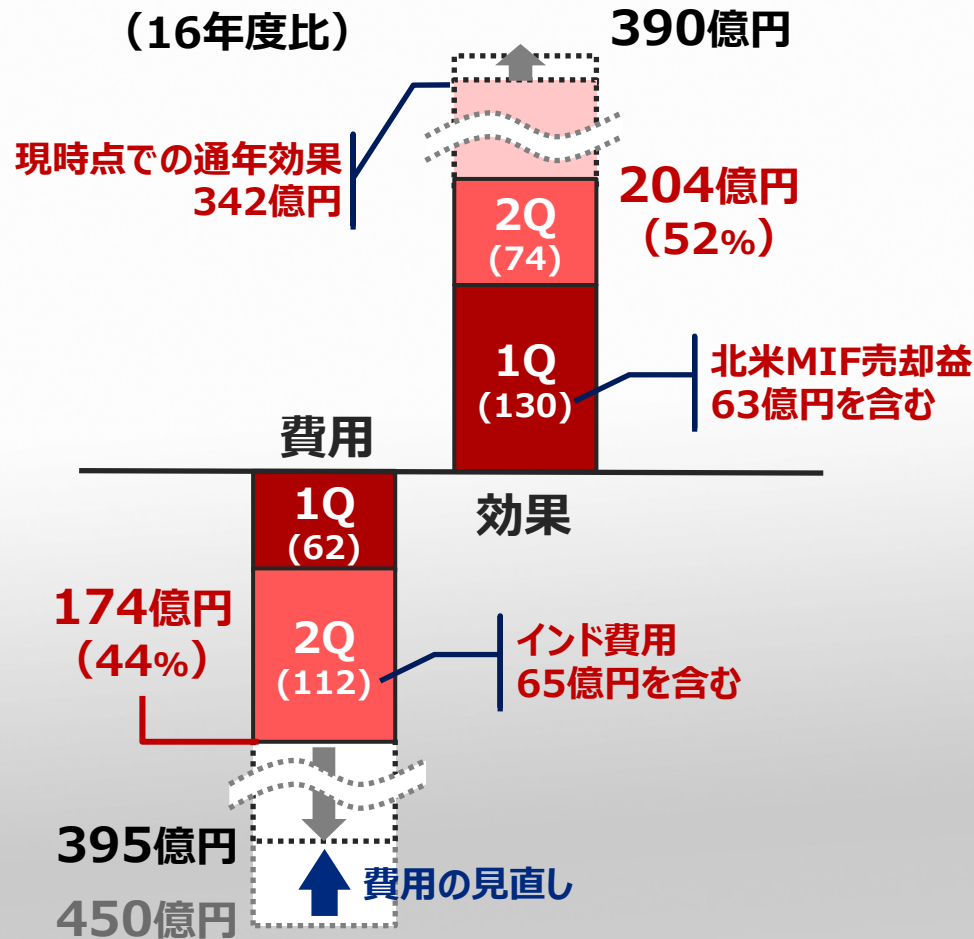 （16年度比）
390億円
現時点での通年効果
342億円
204億円
（52%）
2Q
(74)
1Q
(130)
北米MIF売却益
63億円を含む
費用
効果
1Q
(62)
174億円
（44%）
2Q
(112)
インド費用
65億円を含む
395億円
費用の見直し
450億円